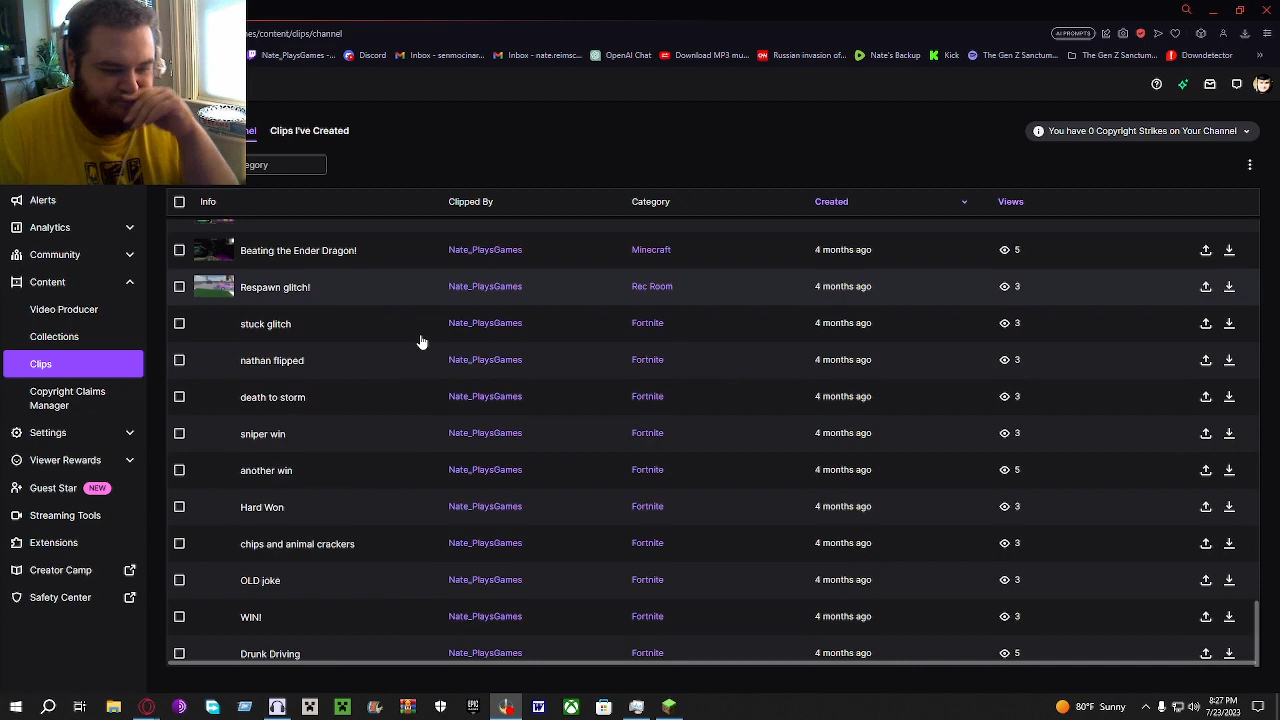 nes/content/clips/channel
AI PROMPTS
Nate_PlaysGames -...
Discord
Inbox - senmocinar...
Inbox - nate.reimsc...
OpenAI Chat
Download MP3 mu...
Russian invasion of...
Nate's Backup
Kick
The Gen Z Sanctum...
The Gen Z Sanctum...
Downdetector
nel
Clips I've Created
You have 0 Copyright Strikes on Your Channel
egory
Alerts
Analytics
Community
Content
Video Producer
Collections
Clips
Copyright Claims
Manager
Settings
Viewer Rewards
Guest Star NEW
Streaming Tools
Extensions
Creator Camp
Safety Center
Info Clipped By Category Created Views
Beating the Ender Dragon! Nate_PlaysGames Minecraft 4 months ago 5
Respawn glitch! Nate_PlaysGames Rec Room 4 months ago 3
stuck glitch Nate_PlaysGames Fortnite 4 months ago 3
nathan flipped Nate_PlaysGames Fortnite 4 months ago 3
death to storm Nate_PlaysGames Fortnite 4 months ago 3
sniper win Nate_PlaysGames Fortnite 4 months ago 3
another win Nate_PlaysGames Fortnite 4 months ago 5
Hard Won Nate_PlaysGames Fortnite 4 months ago 3
chips and animal crackers Nate_PlaysGames Fortnite 4 months ago 3
OLD joke Nate_PlaysGames Fortnite 4 months ago 3
WIN! Nate_PlaysGames Fortnite 4 months ago 3
Drunk Driving Nate_PlaysGames Fortnite 4 months ago 5
EPIC
W
88°F Sunny
8:27 PM
7/23/2023